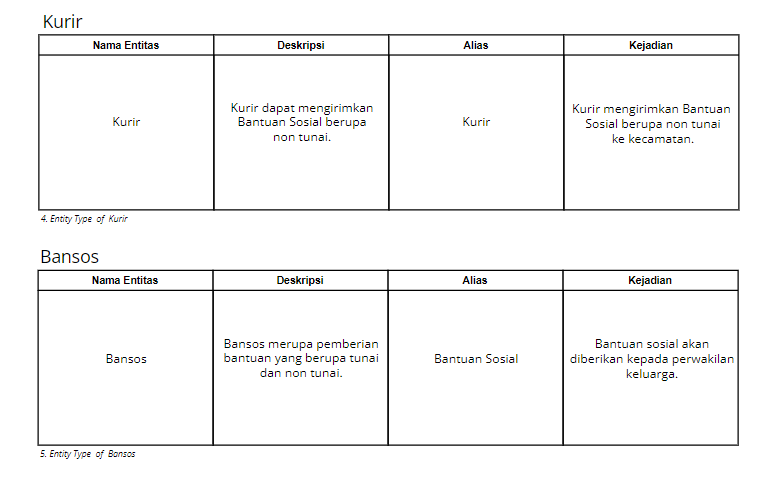 Kurir
Nama Entitas Deskripsi Alias Kejadian
Kurir
Kurir dapat mengirimkan
Bantuan Sosial berupa
non tunai.
Kurir
Kurir mengirimkan Bantuan
Sosial berupa non tunai
ke kecamatan.
4. Entity Type of Kurir
Bansos
Nama Entitas Deskripsi Alias Kejadian
Bansos
Bansos merupa pemberian
bantuan yang berupa tunai
dan non tunai.
Bantuan Sosial
Bantuan sosial akan
diberikan kepada perwakilan
keluarga.
5. Entity Type of Bansos